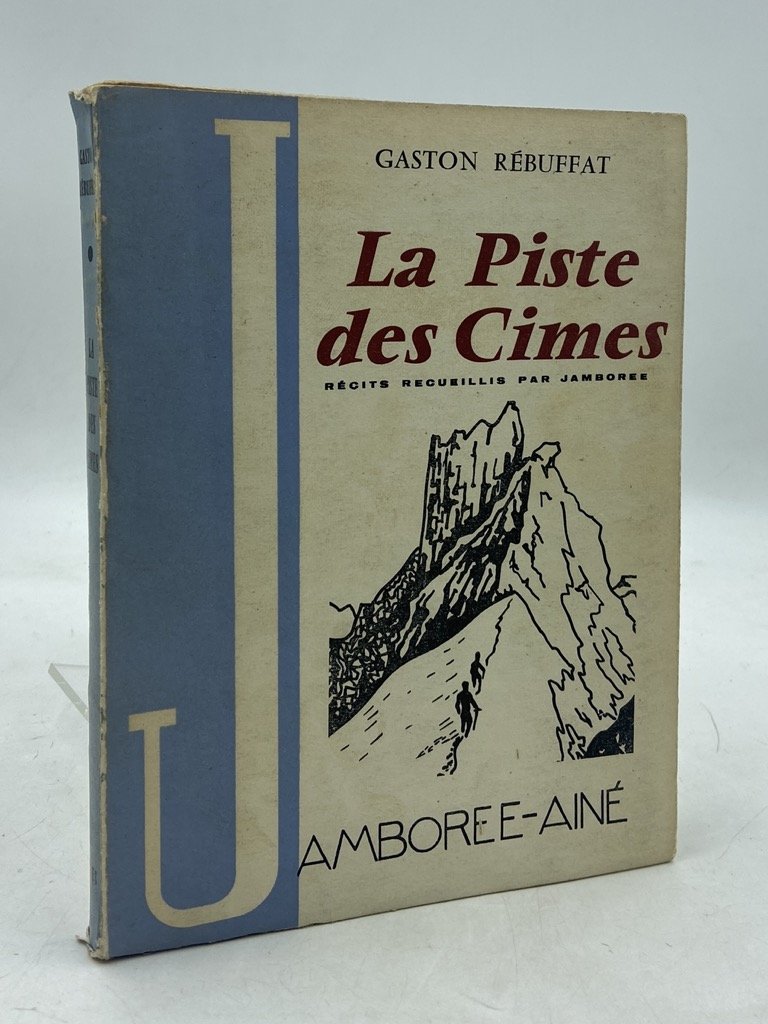 GASTON RÉBUFFAT
La Piste
des Cimes
RÉCITS RECUEILLIS PAR JAMBOREE
JAMBOREE-AINÉ